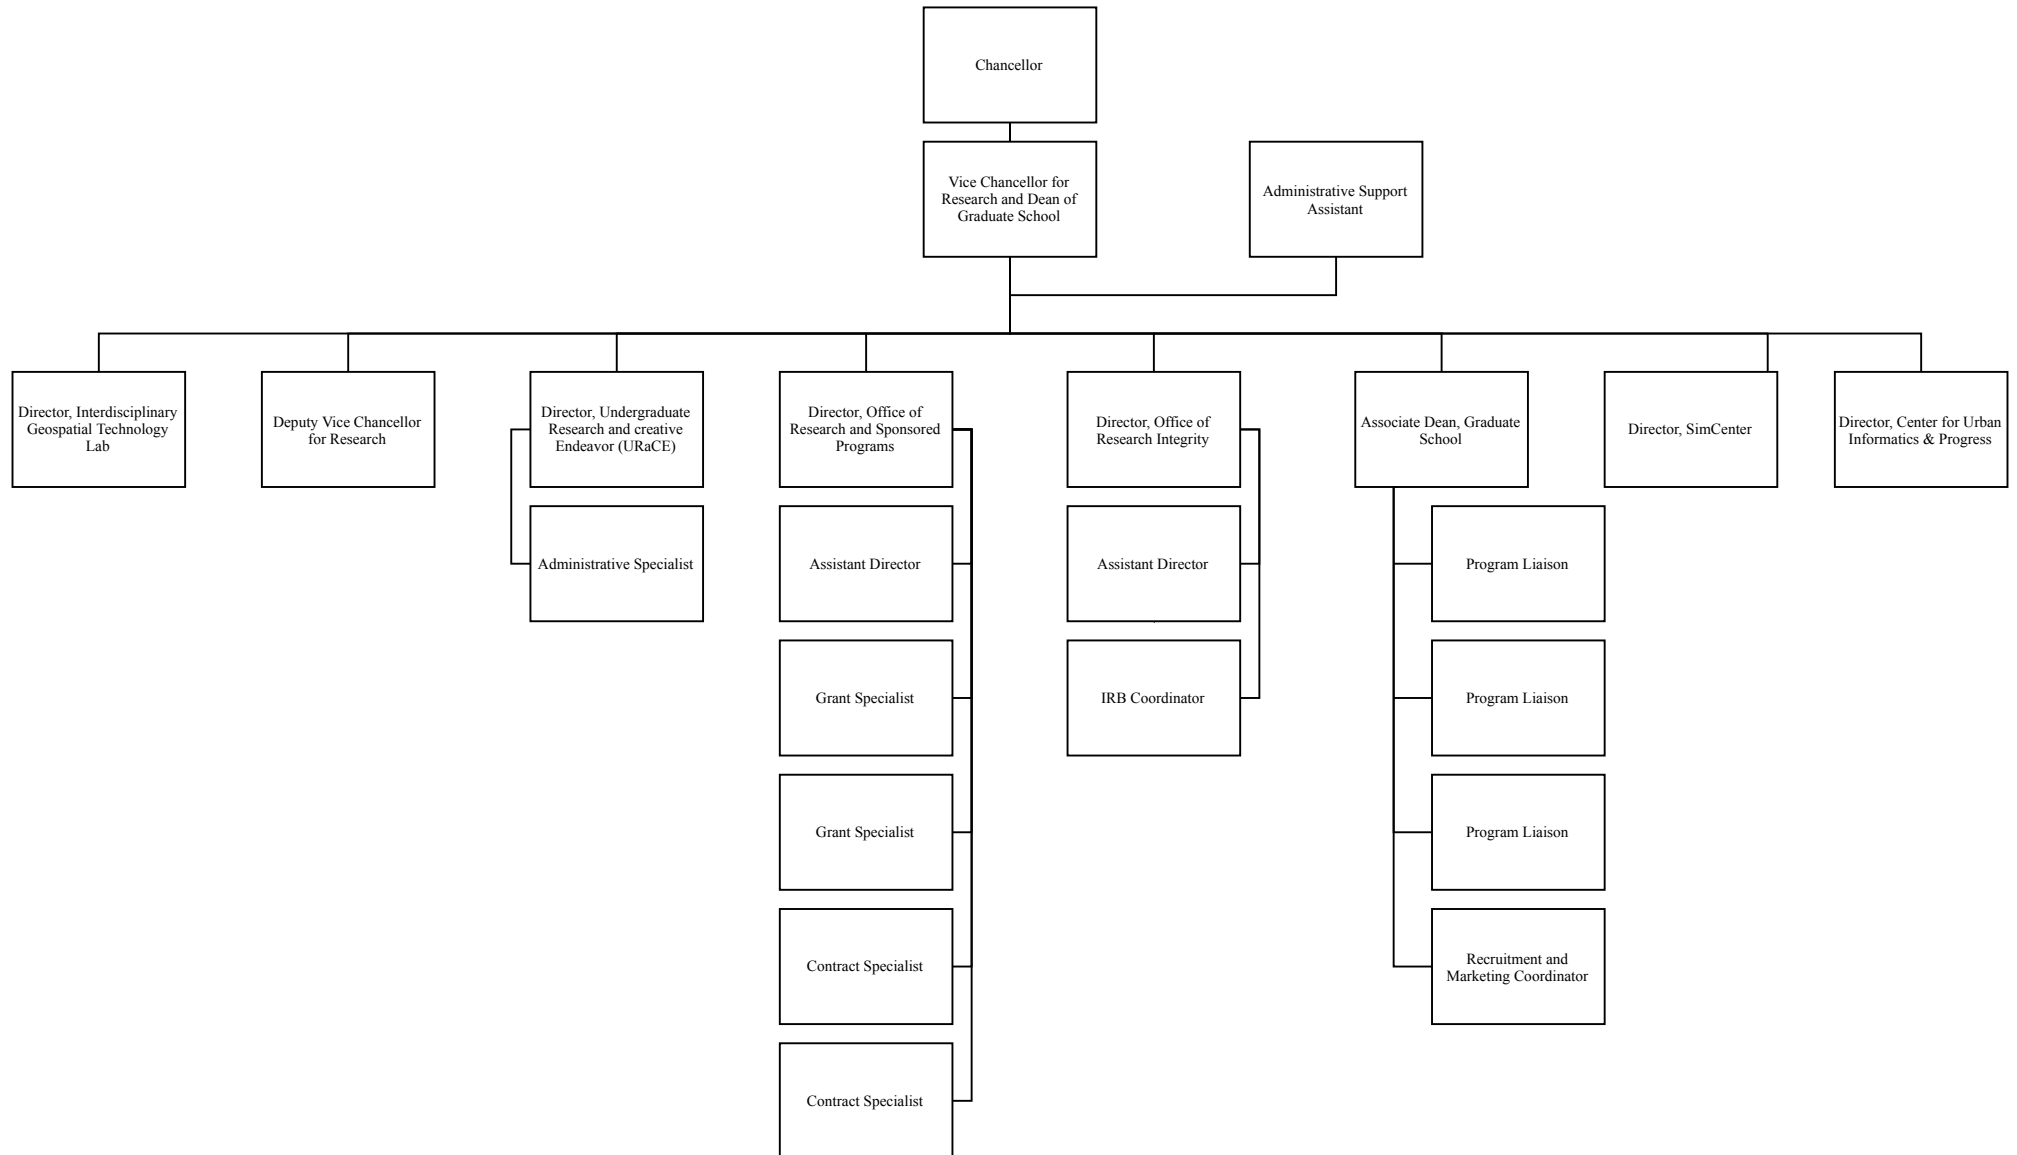 Chancellor
Vice Chancellor for
Research and Dean of
Graduate School
Administrative Support
Assistant
Director, Interdisciplinary
Geospatial Technology
Lab
Deputy Vice Chancellor
for Research
Director, Undergraduate
Research and creative
Endeavor (URaCE)
Director, Office of
Research and Sponsored
Programs
Director, Office of
Research Integrity
Associate Dean, Graduate
School
Director, SimCenter
Director, Center for Urban
Informatics & Progress
Administrative Specialist
Assistant Director
Assistant Director
Program Liaison
Grant Specialist
IRB Coordinator
Program Liaison
Grant Specialist
Program Liaison
Contract Specialist
Recruitment and
Marketing Coordinator
Contract Specialist